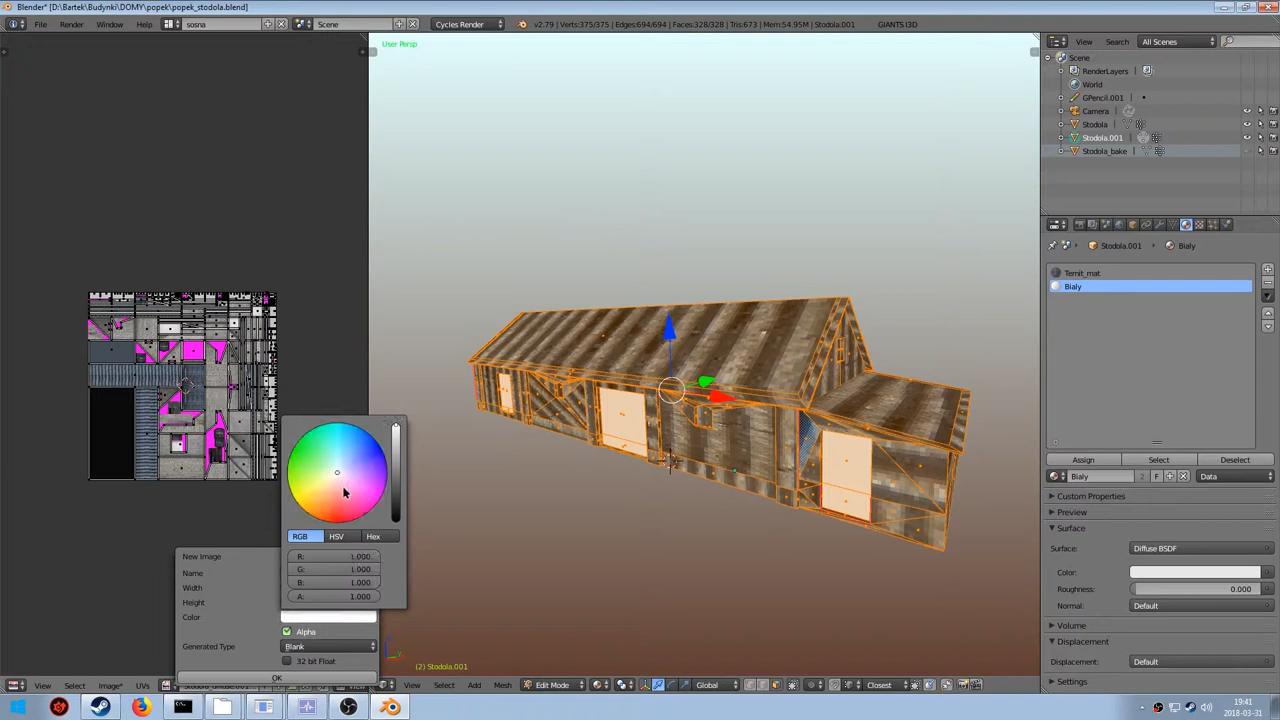 Blender* [D:\Bartek\Budynki\DOMY\popek\popek_stodola.blend]
File Render Window Help sosna Scene Cycles Render v2.79 | Verts:375/375 | Edges:694/694 | Faces:328/328 | Tris:673 | Mem:54.95M | Stodola.001 GIANTS I3D
View Search All Scenes
User Persp
Scene
RenderLayers
World
GPencil.001
Camera
Stodola
Stodola.001
Stodola_bake
Stodola.001 Bialy
Temit_mat
Bialy
Assign Select Deselect
Bialy 2 F Data
Custom Properties
Preview
Surface
Surface: Diffuse BSDF
Color:
Roughness: 0.000
Normal: Default
Volume
Displacement
Displacement: Default
Settings
RGB HSV Hex
R: 1.000
G: 1.000
B: 1.000
A: 1.000
New Image
Name
Width
Height
Color
Alpha
Generated Type Blank
32 bit Float
OK
(2) Stodola.001
View Select Image* UVs View
View Select Add Mesh Edit Mode Global Closest
19:41
2018-03-31